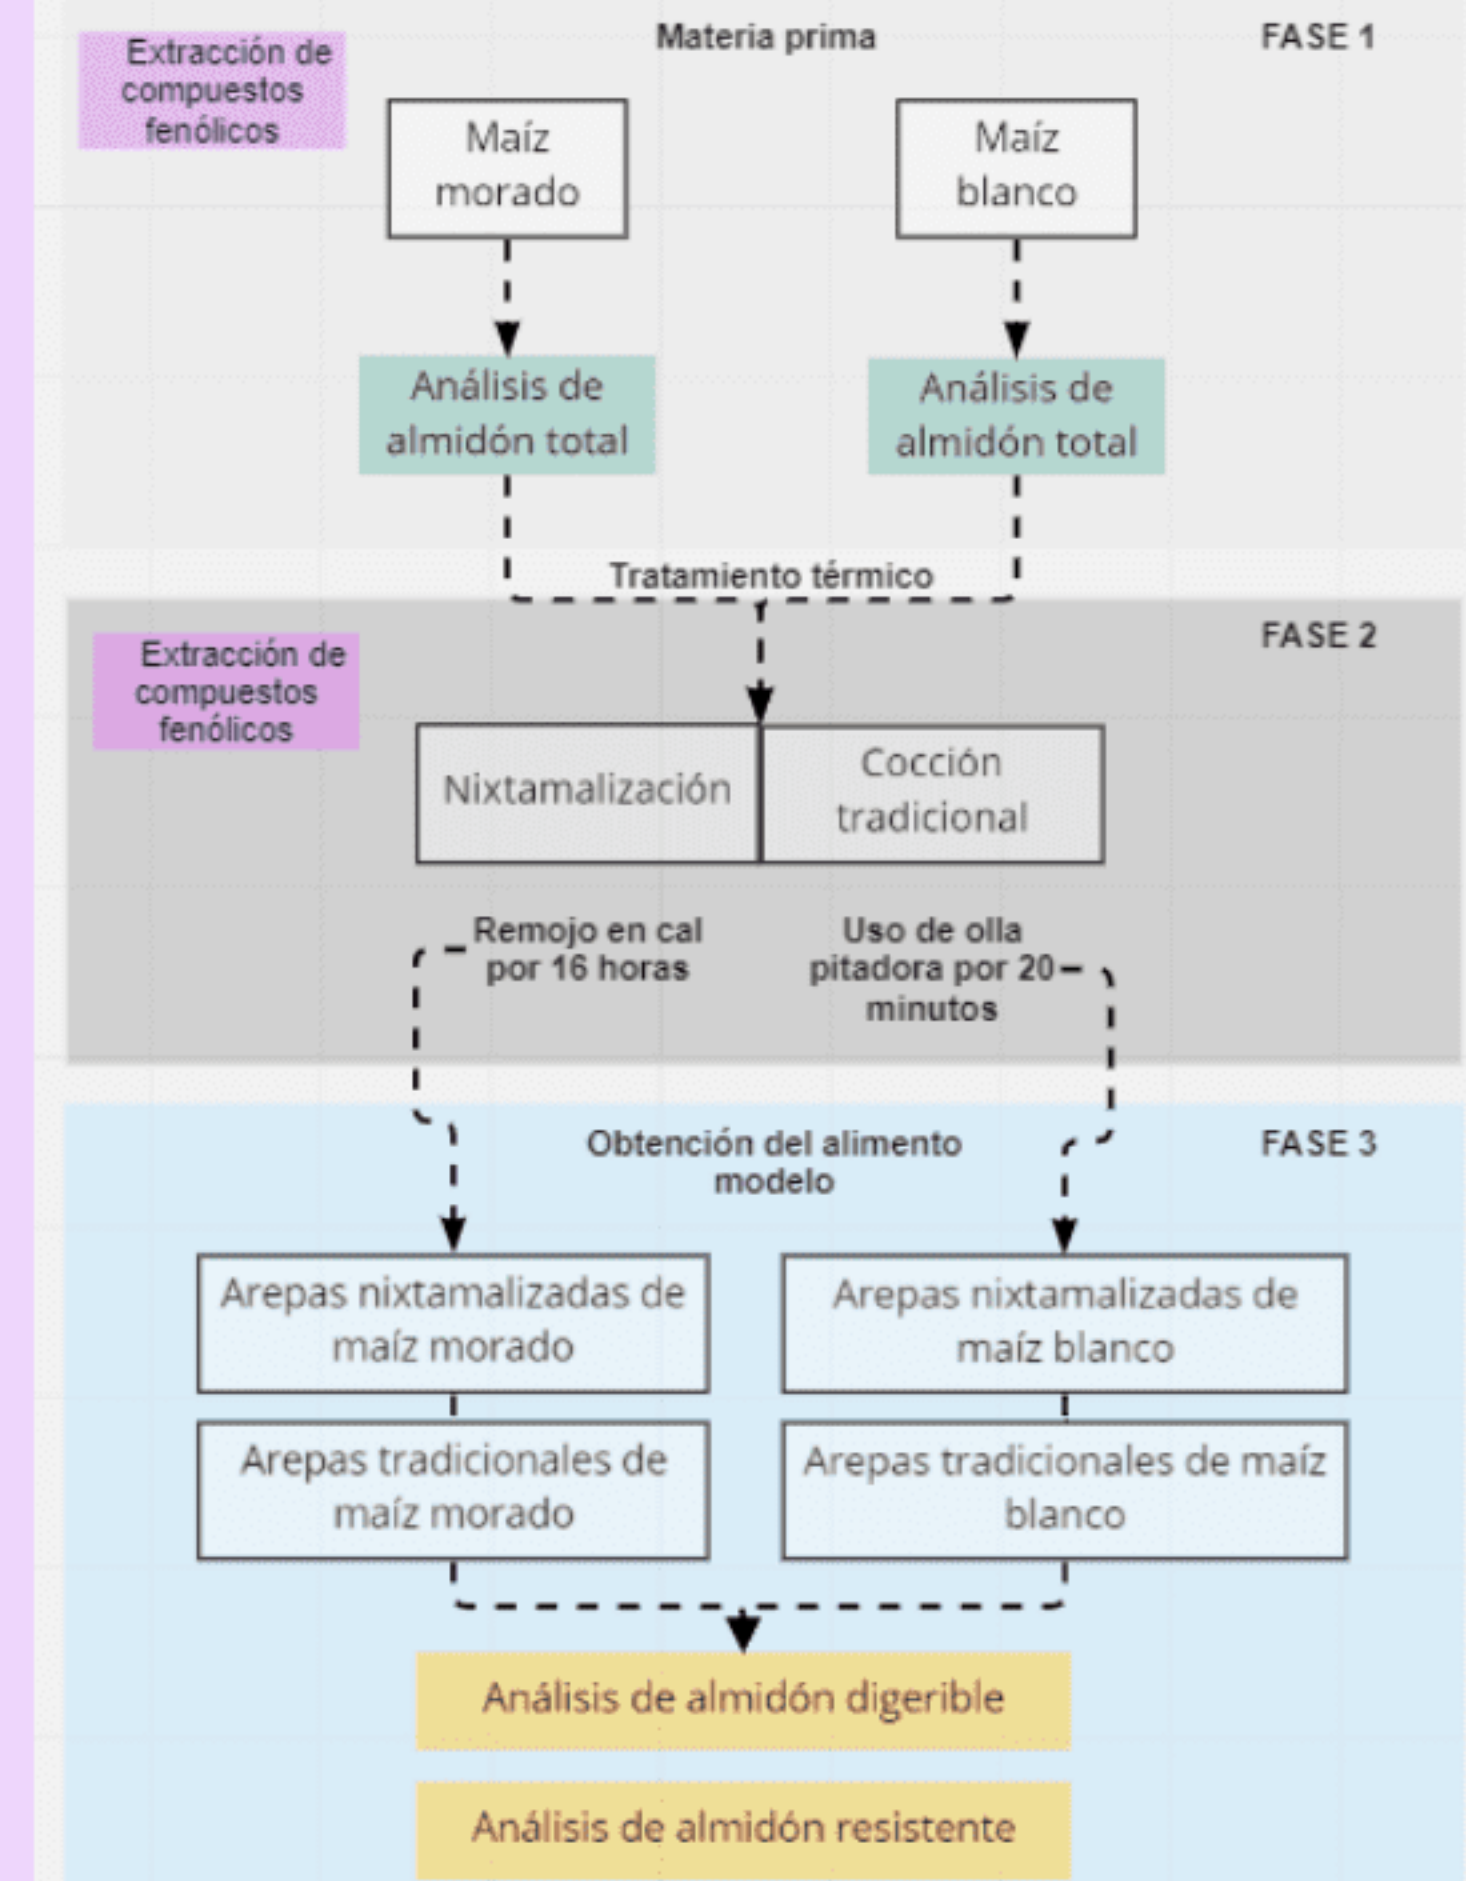 Materia prima
FASE 1
Extracción de
compuestos
fenólicos
Maíz
morado
Maíz
blanco
Análisis de
almidón total
Análisis de
almidón total
Tratamiento térmico
FASE 2
Extracción de
compuestos
fenólicos
Nixtamalización
Cocción
tradicional
Remojo en cal
por 16 horas
Uso de olla
pitadora por 20
minutos
Obtención del alimento
modelo
FASE 3
Arepas nixtamalizadas de
maíz morado
Arepas nixtamalizadas de
maíz blanco
Arepas tradicionales de
maíz morado
Arepas tradicionales de maíz
blanco
Análisis de almidón digerible
Análisis de almidón resistente